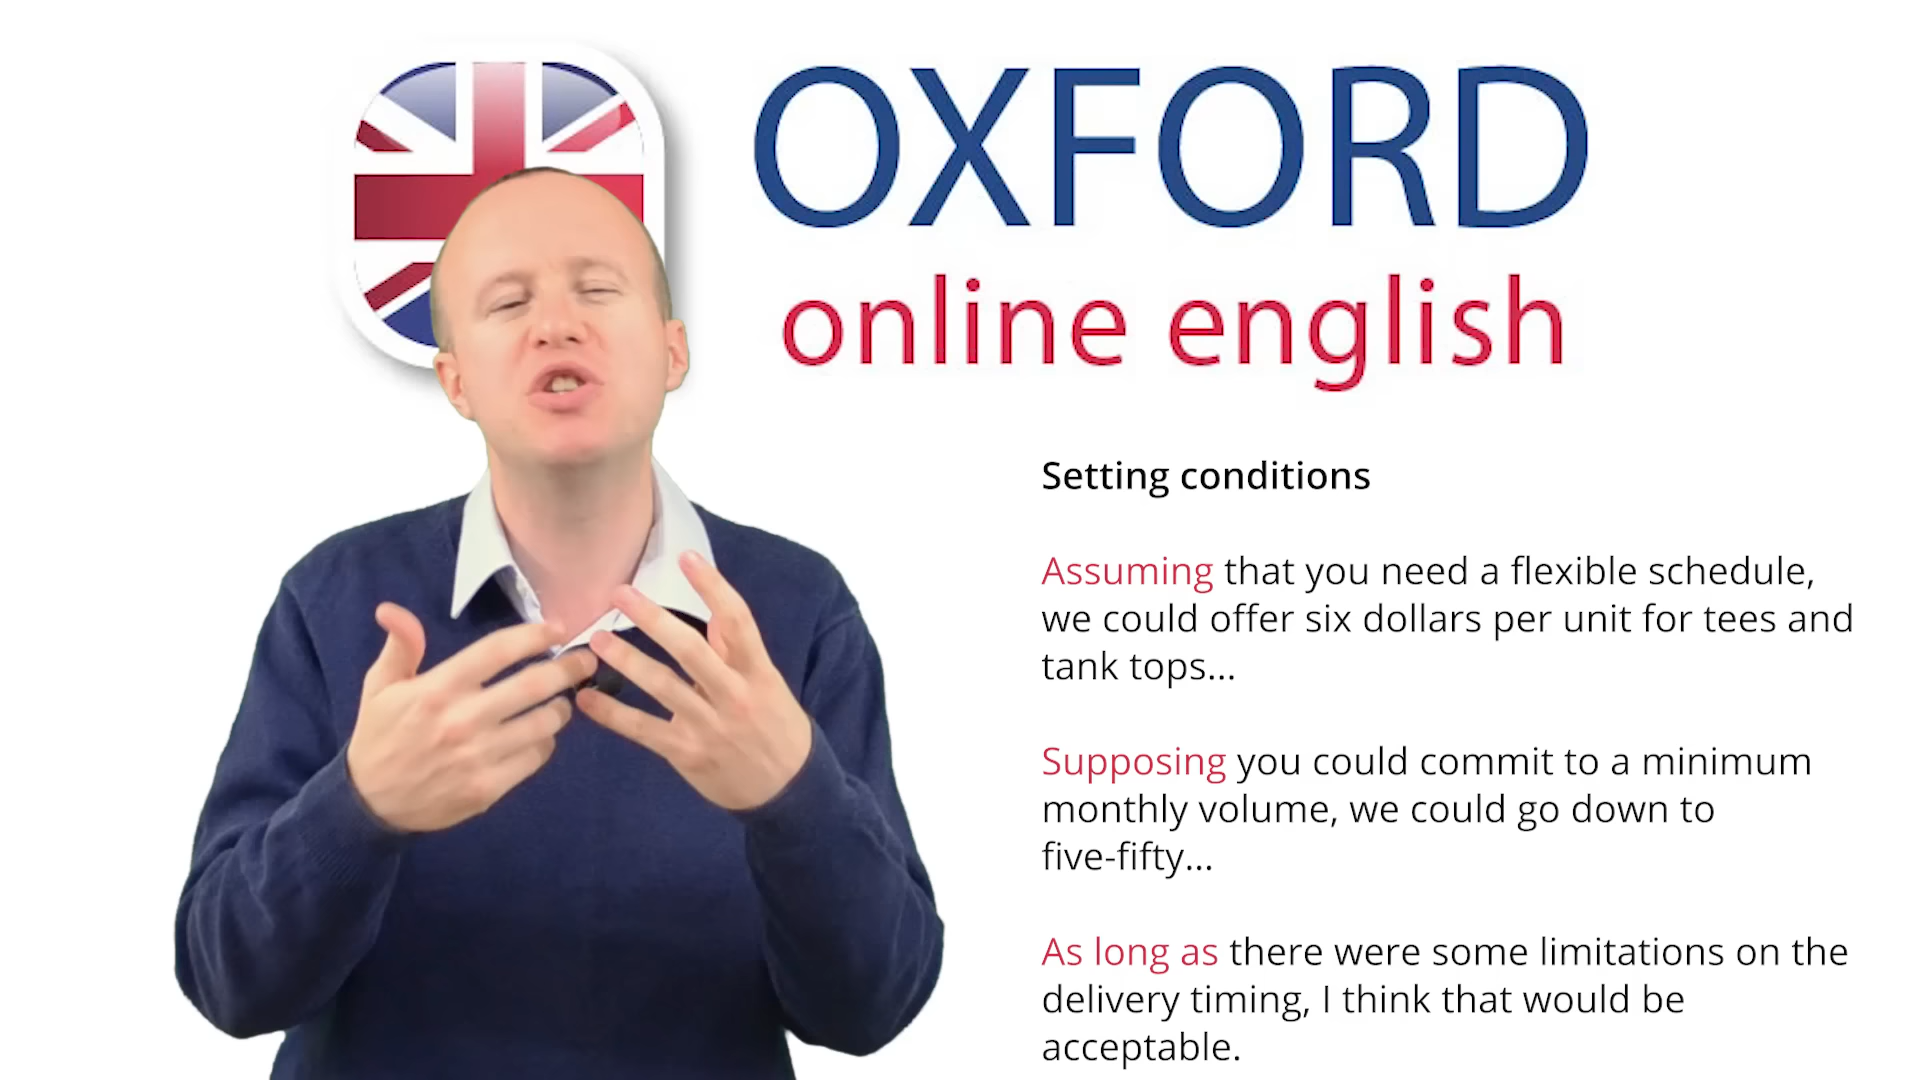 OXFORD
online english
Setting conditions
Assuming that you need a flexible schedule,
we could offer six dollars per unit for tees and
tank tops...
Supposing you could commit to a minimum
monthly volume, we could go down to
five-fifty...
As long as there were some limitations on the
delivery timing, I think that would be
acceptable.